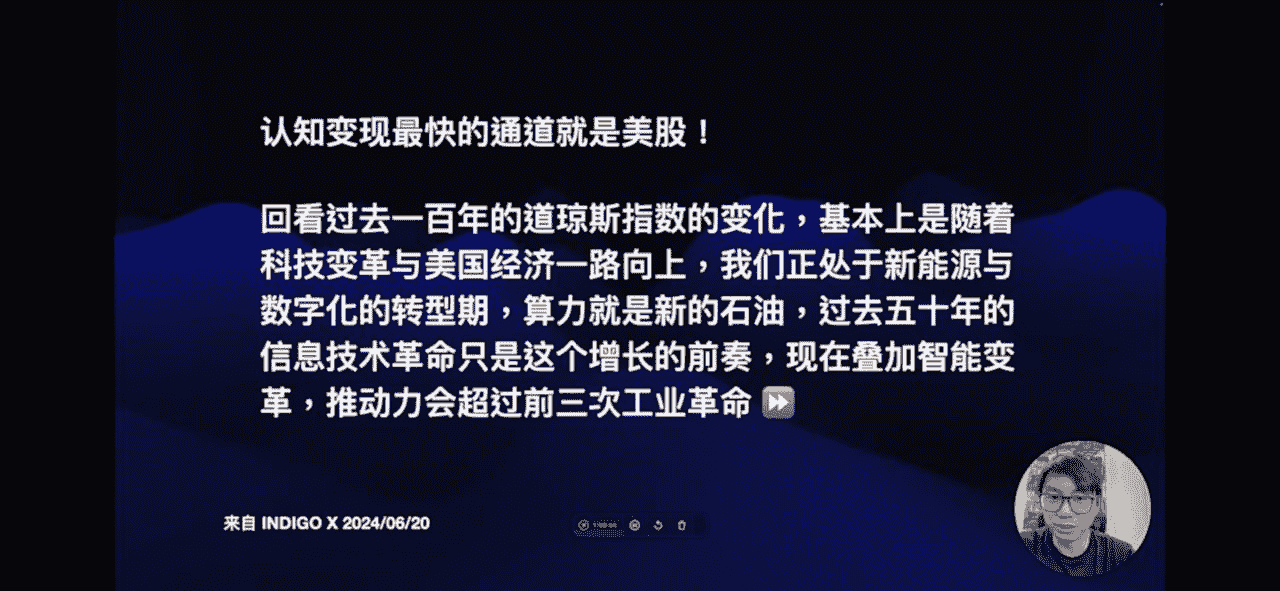 认知变现最快的通道就是美股！
回看过去一百年的道琼斯指数的变化，基本上是随着
科技变革与美国经济一路向上，我们正处于新能源与
数字化的转型期，算力就是新的石油，过去五十年的
信息技术革命只是这个增长的前奏，现在叠加智能变
革，推动力会超过前三次工业革命 ⏩
来自 INDIGO X 2024/06/20